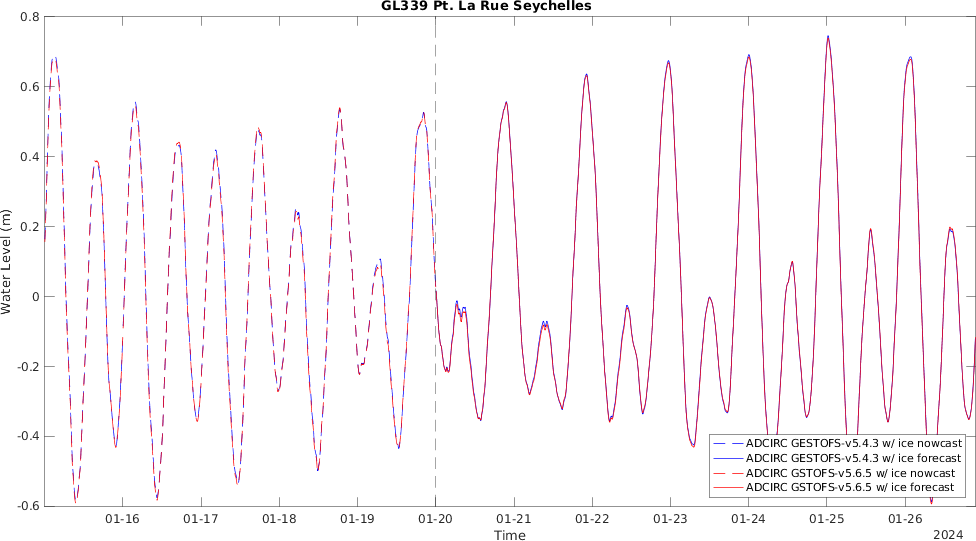 GL339 Pt. La Rue Seychelles
0.8
0.6
0.4
0.2
0
-0.2
-0.4
-0.6
Water Level (m)
ADCIRC GESTOFS-v5.4.3 w/ ice nowcast
ADCIRC GESTOFS-v5.4.3 w/ ice forecast
ADCIRC GSTOFS-v5.6.5 w/ ice nowcast
ADCIRC GSTOFS-v5.6.5 w/ ice forecast
01-16 01-17 01-18 01-19 01-20 01-21 01-22 01-23 01-24 01-25 01-26
Time
2024